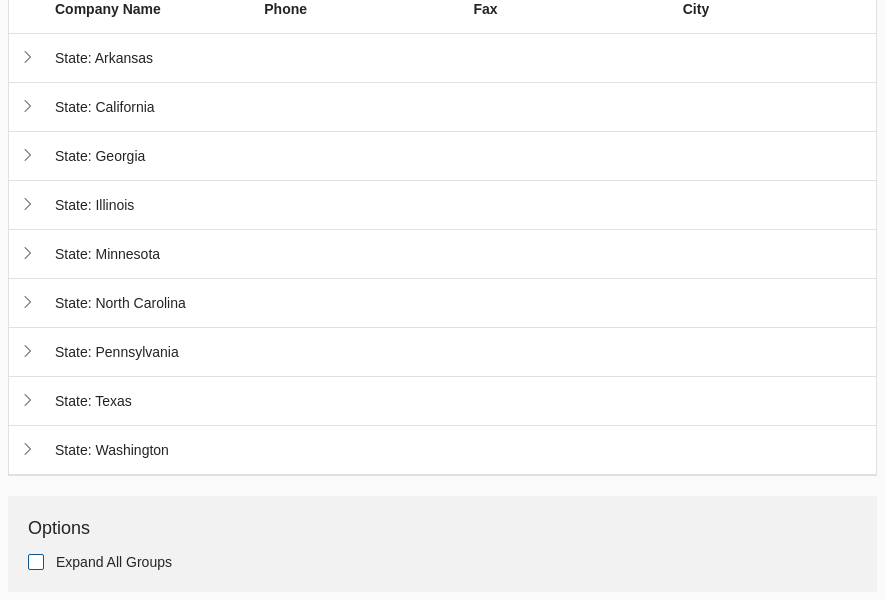 Company Name Phone Fax City
State: Arkansas
State: California
State: Georgia
State: Illinois
State: Minnesota
State: North Carolina
State: Pennsylvania
State: Texas
State: Washington
Options
Expand All Groups